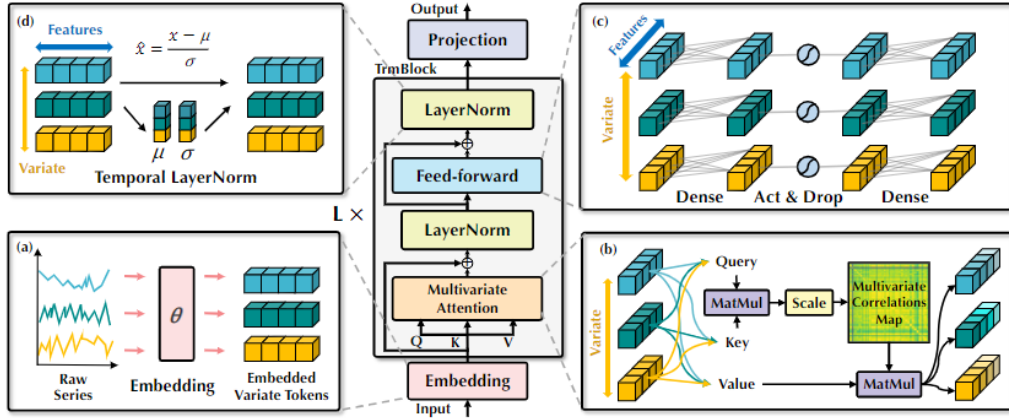 (d)
Features
x̂ = x − μ / σ
μ σ
Variate
Temporal LayerNorm
(a)
θ
Raw Series
Embedding
Embedded Variate Tokens
Output
Projection
TrmBlock
LayerNorm
Feed-forward
L ×
LayerNorm
Multivariate Attention
Q K V
Embedding
Input
(c)
Features
Variate
Dense Act & Drop Dense
(b)
Variate
Query
MatMul
Scale
Multivariate Correlations Map
Key
Value
MatMul